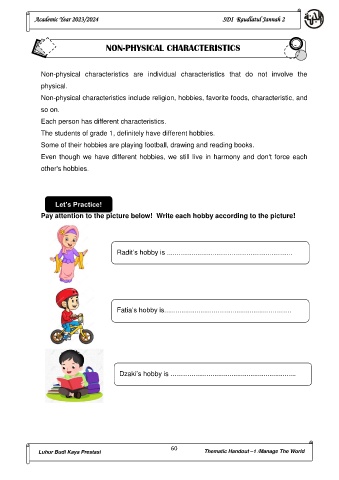 Academic Year 2023/2024 SDI Raudlatul Jannah 2
NON-PHYSICAL CHARACTERISTICS
Non-physical characteristics are individual characteristics that do not involve the
physical.
Non-physical characteristics include religion, hobbies, favorite foods, characteristic, and
so on.
Each person has different characteristics.
The students of grade 1, definitely have different hobbies.
Some of their hobbies are playing football, drawing and reading books.
Even though we have different hobbies, we still live in harmony and don't force each
other's hobbies.
Let's Practice!
Pay attention to the picture below! Write each hobby according to the picture!
Radit's hobby is ……………………………………………………
Fatia's hobby is……………………………………………………
Dzaki's hobby is ……………………………………………………
Luhur Budi Kaya Prestasi 60 Thematic Handout –1 /Manage The World